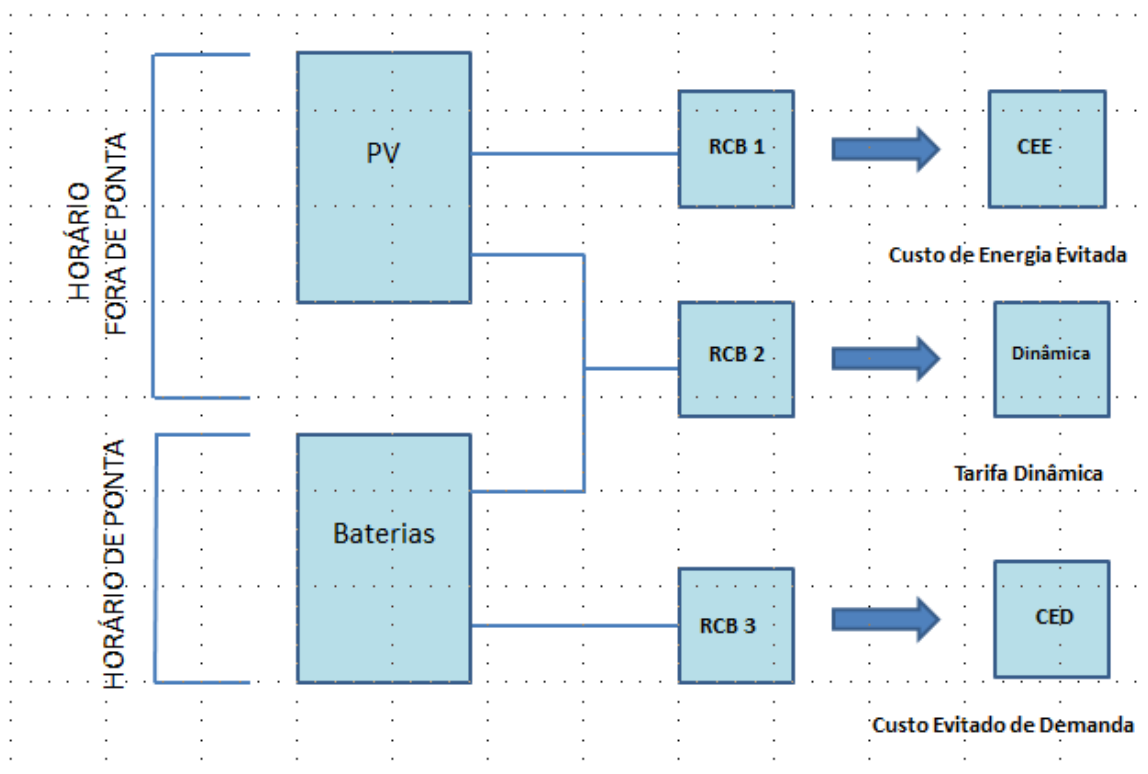 HORÁRIO
FORA DE PONTA
PV
RCB 1
CEE
Custo de Energia Evitada
RCB 2
Dinâmica
Tarifa Dinâmica
HORÁRIO DE PONTA
Baterias
RCB 3
CED
Custo Evitado de Demanda